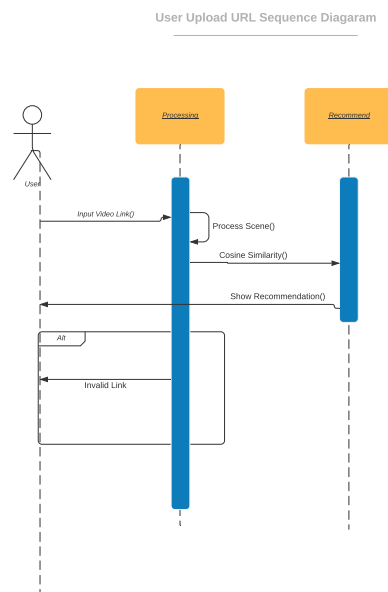 User Upload URL Sequence Diagaram
Processing
Recommend
User
Input Video Link()
Process Scene()
Cosine Similarity()
Show Recommendation()
Alt
Invalid Link